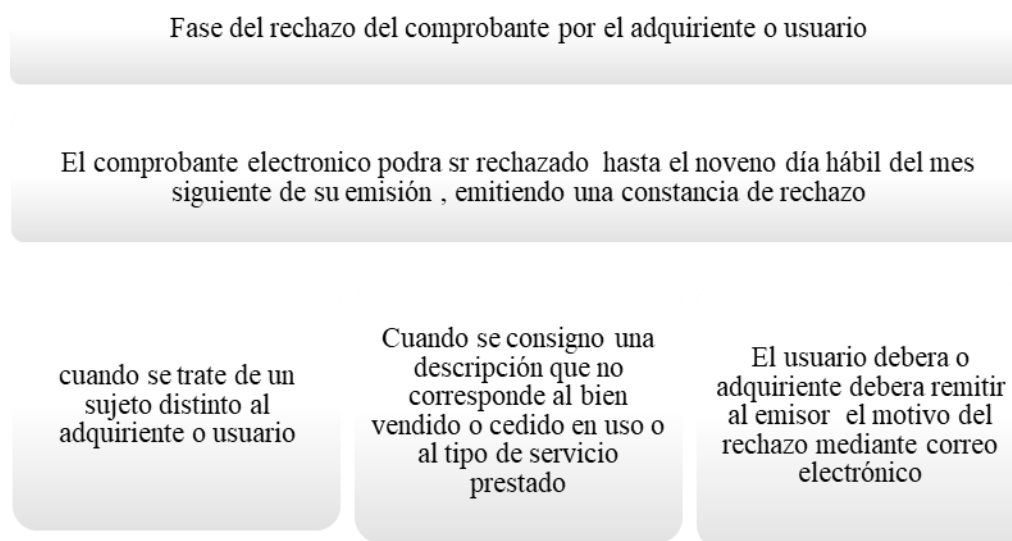 Fase del rechazo del comprobante por el adquiriente o usuario
El comprobante electronico podra sr rechazado hasta el noveno día hábil del mes
siguiente de su emisión , emitiendo una constancia de rechazo
cuando se trate de un
sujeto distinto al
adquiriente o usuario
Cuando se consigno una
descripción que no
corresponde al bien
vendido o cedido en uso o
al tipo de servicio
prestado
El usuario debera o
adquiriente debera remitir
al emisor el motivo del
rechazo mediante correo
electrónico